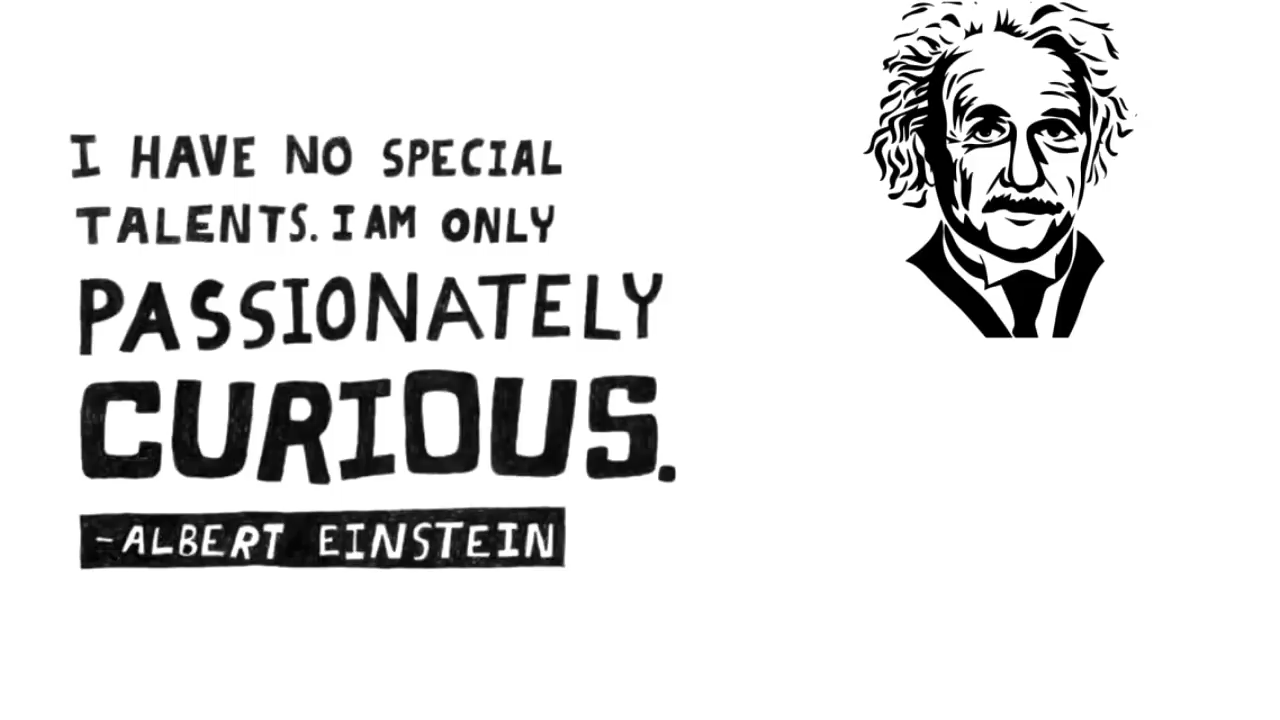 I HAVE NO SPECIAL
TALENTS. I AM ONLY
PASSIONATELY
CURIOUS.
-ALBERT EINSTEIN